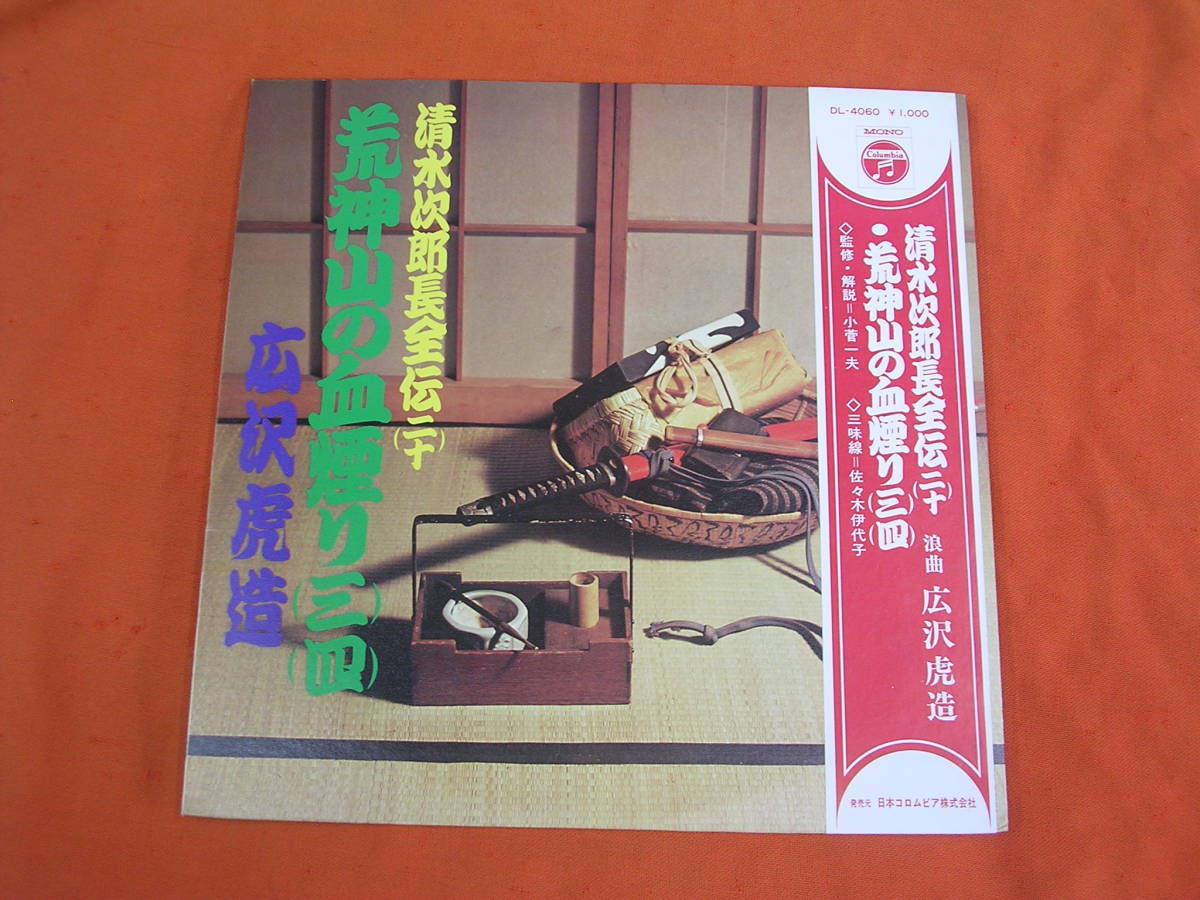 清水次郎長全伝(二十)
荒神山の血煙り(三)(四)
広沢虎造
DL-4060 ¥1,000
MONO
Columbia
清水次郎長全伝(二十)
・荒神山の血煙り(三)(四)
浪曲 広沢虎造
◇監修・解説=小菅一夫 ◇三味線=佐々木伊代子
発売元 日本コロムビア株式会社